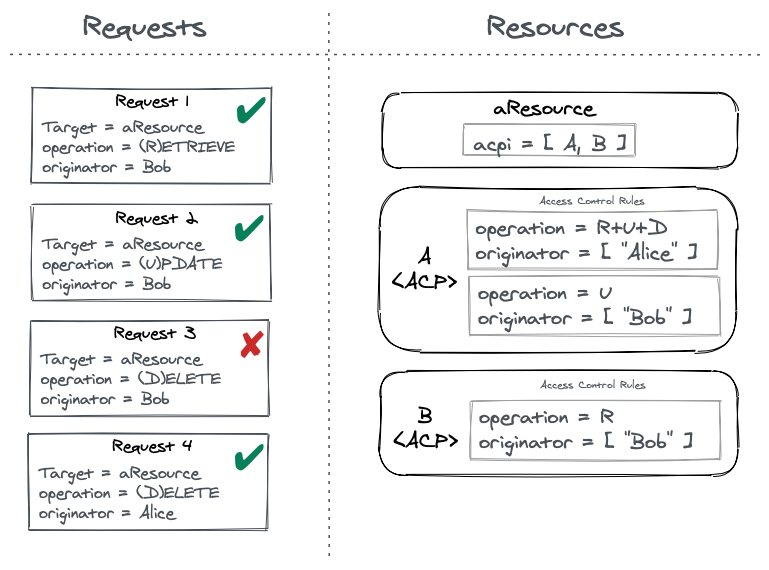 Requests
Request 1
Target = aResource
operation = (R)ETRIEVE
originator = Bob
Request 2
Target = aResource
operation = (U)PDATE
originator = Bob
Request 3
Target = aResource
operation = (D)ELETE
originator = Bob
Request 4
Target = aResource
operation = (D)ELETE
originator = Alice
Resources
aResource
acpi = [ A, B ]
A
<ACP>
Access Control Rules
operation = R+U+D
originator = [ "Alice" ]
operation = U
originator = [ "Bob" ]
B
<ACP>
Access Control Rules
operation = R
originator = [ "Bob" ]